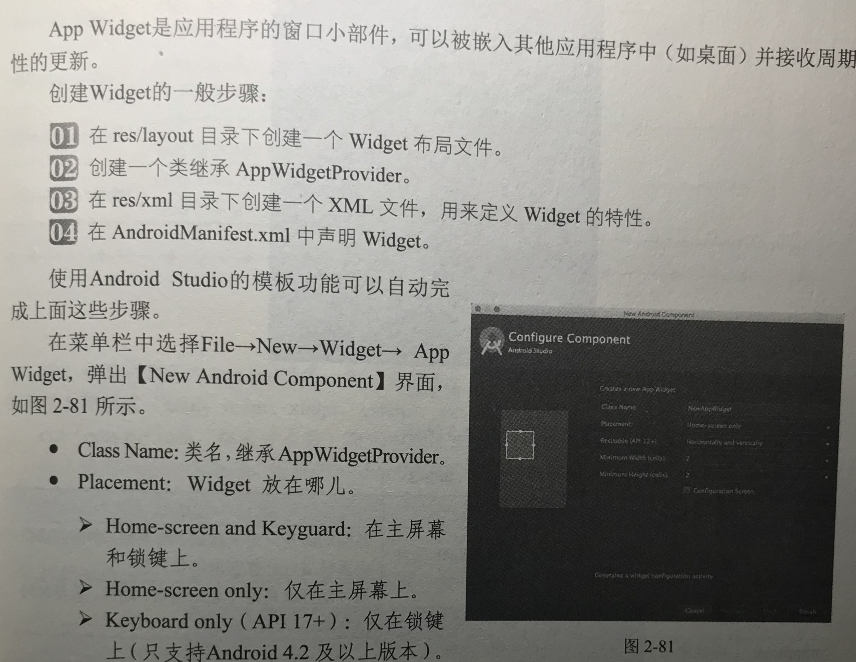 App Widget是应用程序的窗口小部件，可以被嵌入其他应用程序中（如桌面）并接收周期
性的更新。
创建Widget的一般步骤：
01 在 res/layout 目录下创建一个 Widget 布局文件。
02 创建一个类继承 AppWidgetProvider。
03 在 res/xml 目录下创建一个 XML 文件，用来定义 Widget 的特性。
04 在 AndroidManifest.xml 中声明 Widget。
使用Android Studio的模板功能可以自动完
成上面这些步骤。
在菜单栏中选择File→New→Widget→ App
Widget，弹出【New Android Component】界面，
如图 2-81 所示。
• Class Name: 类名，继承AppWidgetProvider。
• Placement: Widget 放在哪儿。
➢ Home-screen and Keyguard：在主屏幕
和锁键上。
➢ Home-screen only: 仅在主屏幕上。
➢ Keyboard only（API 17+）：仅在锁键
上（只支持Android 4.2 及以上版本）。
New Android Component
Configure Component
Android Studio
Creates a new App Widget
Class Name: NewAppWidget
Placement: Home-screen only
Resizable (API 12+): Horizontally and vertically
Minimum Width (cells): 2
Minimum Height (cells): 2
Configuration Screen
Generates a widget configuration activity
Cancel
Finish
图 2-81